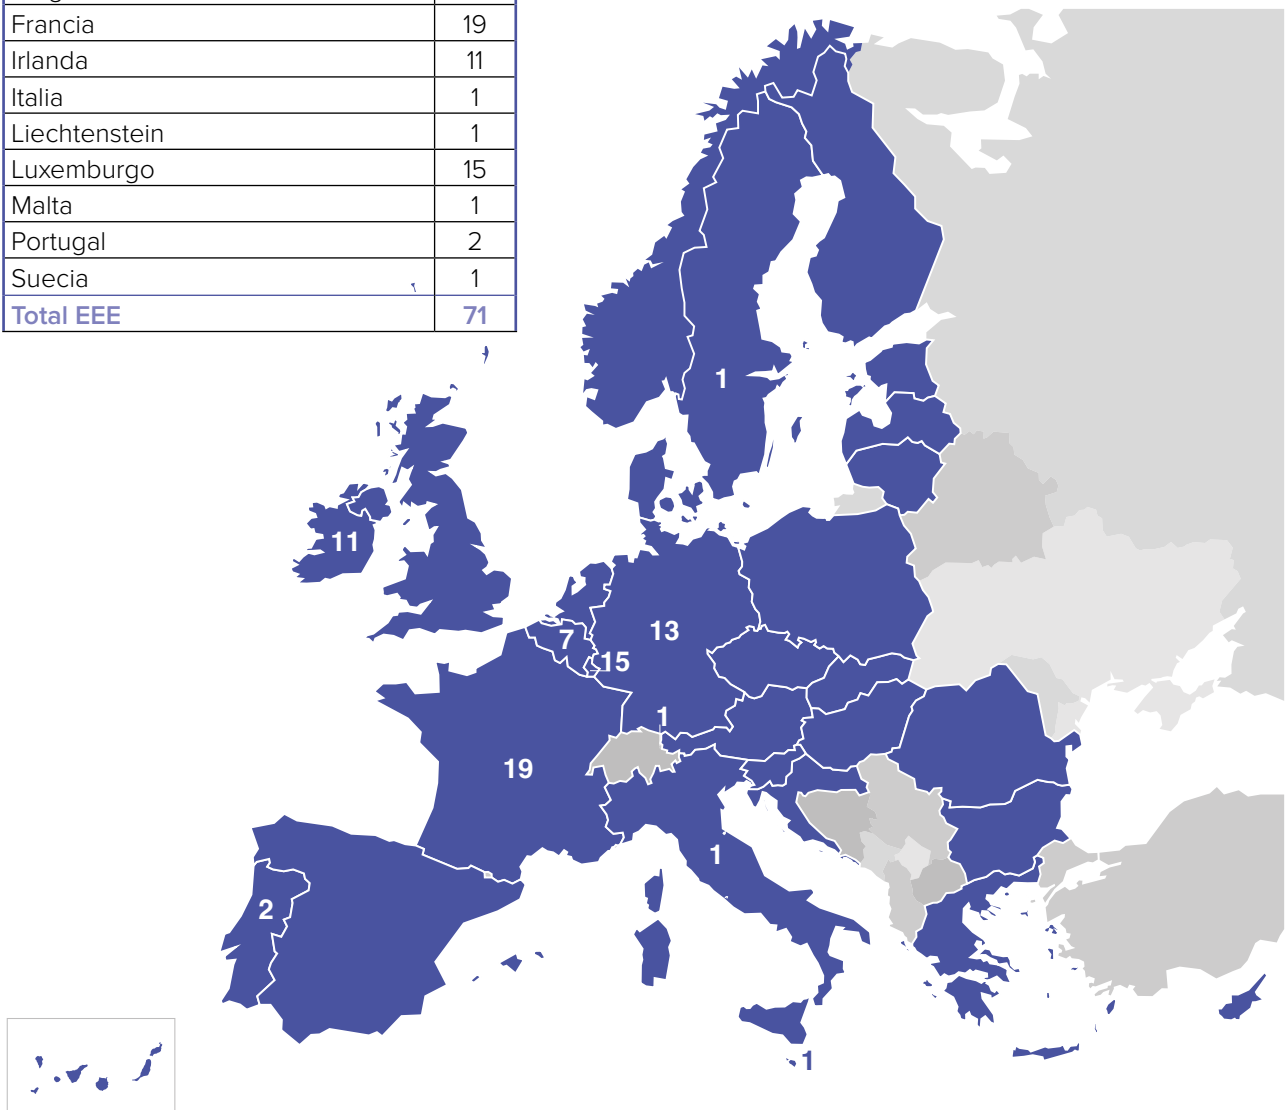 Francia 19
Irlanda 11
Italia 1
Liechtenstein 1
Luxemburgo 15
Malta 1
Portugal 2
Suecia 1
Total EEE 71
1
11
13
7
15
1
19
1
2
1